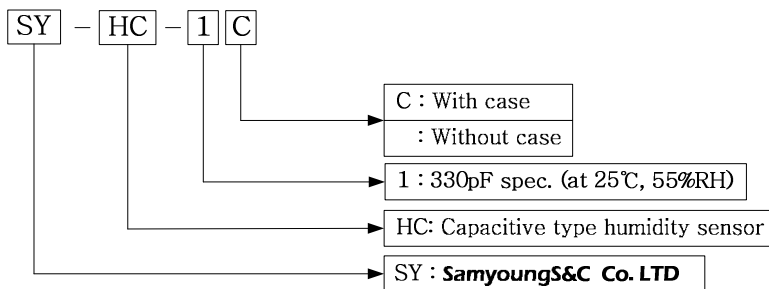 SY - HC - 1 C
C : With case
: Without case
1 : 330pF spec. (at 25℃, 55%RH)
HC: Capacitive type humidity sensor
SY : SamyoungS&C Co. LTD